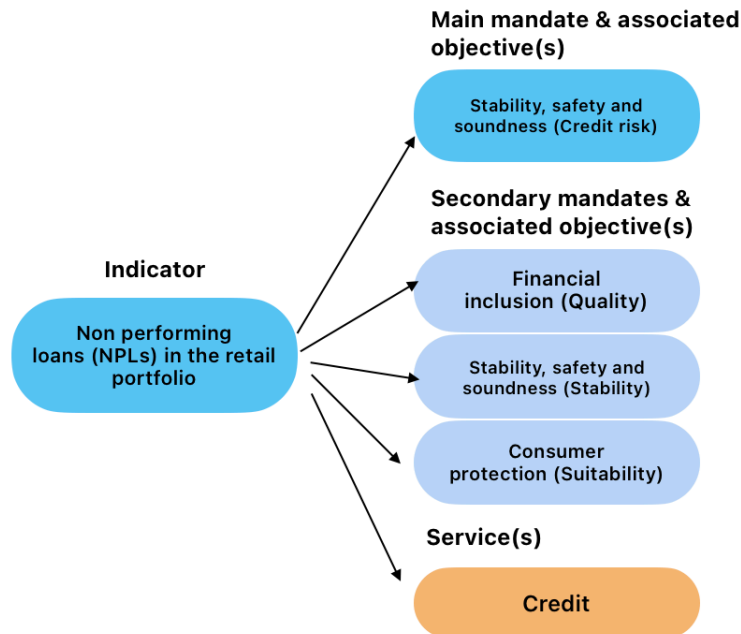 Main mandate & associated
objective(s)
Stability, safety and
soundness (Credit risk)
Secondary mandates &
associated objective(s)
Indicator
Non performing
loans (NPLs) in the retail
portfolio
Financial
inclusion (Quality)
Stability, safety and
soundness (Stability)
Consumer
protection (Suitability)
Service(s)
Credit